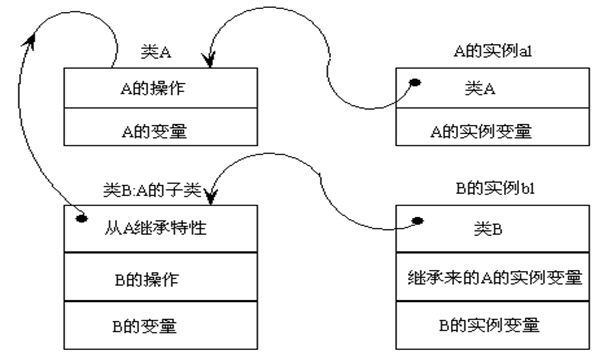 类A
A的操作
A的变量
A的实例al
类A
A的实例变量
类B:A的子类
从A继承特性
B的操作
B的变量
B的实例bl
类B
继承来的A的实例变量
B的实例变量